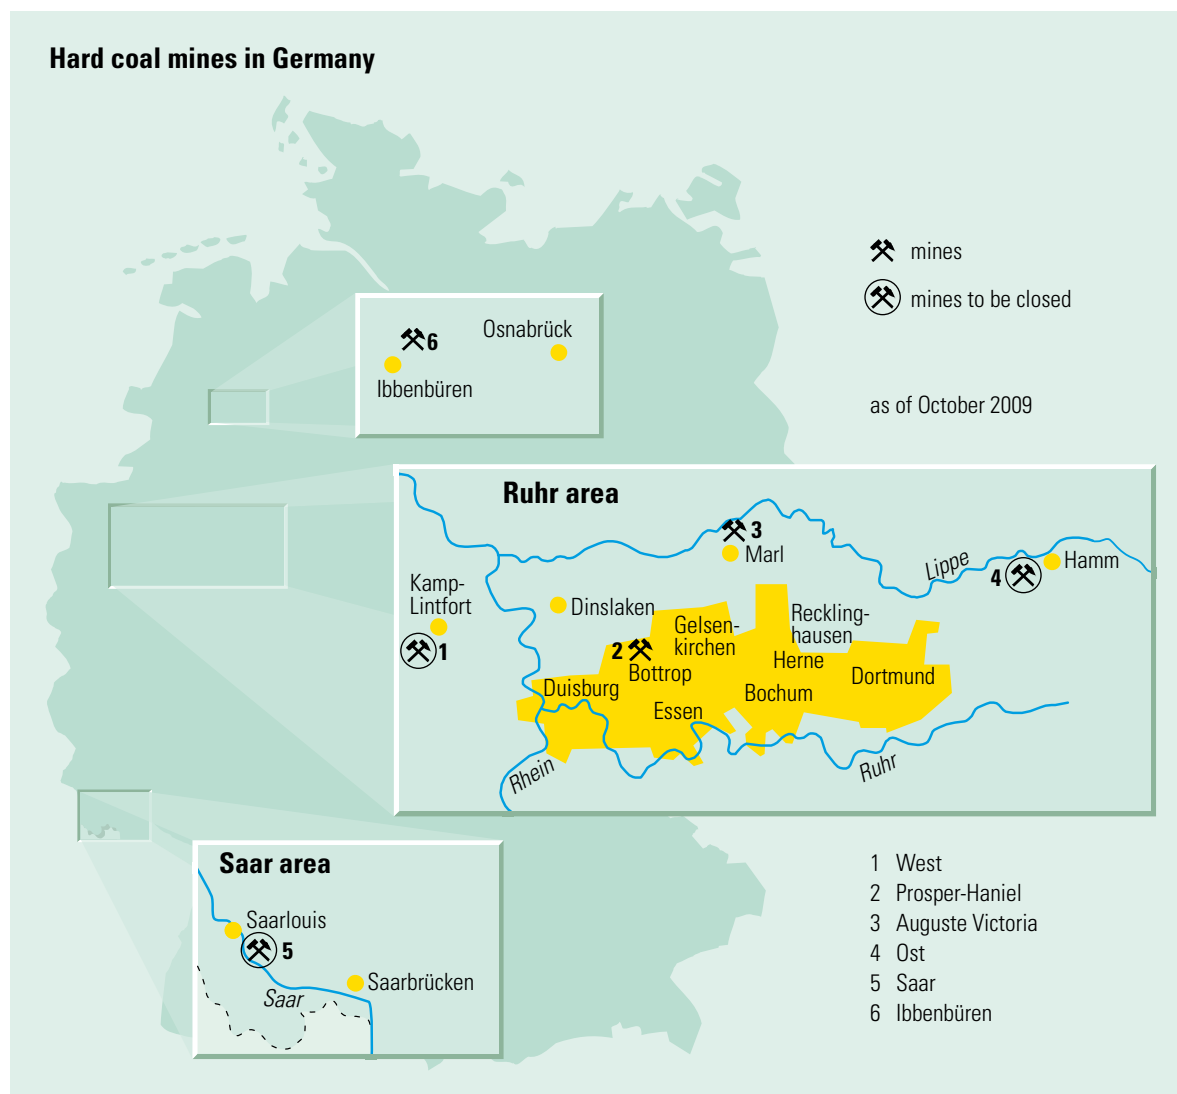 Hard coal mines in Germany
mines
mines to be closed
as of October 2009
6
Osnabrück
Ibbenbüren
Ruhr area
3
Marl
Lippe
4
Hamm
Kamp-
Lintfort
1
Dinslaken
Gelsen-
kirchen
Reckling-
hausen
2
Bottrop
Herne
Duisburg
Essen
Bochum
Dortmund
Rhein
Ruhr
Saar area
Saarlouis
5
Saarbrücken
Saar
1 West
2 Prosper-Haniel
3 Auguste Victoria
4 Ost
5 Saar
6 Ibbenbüren